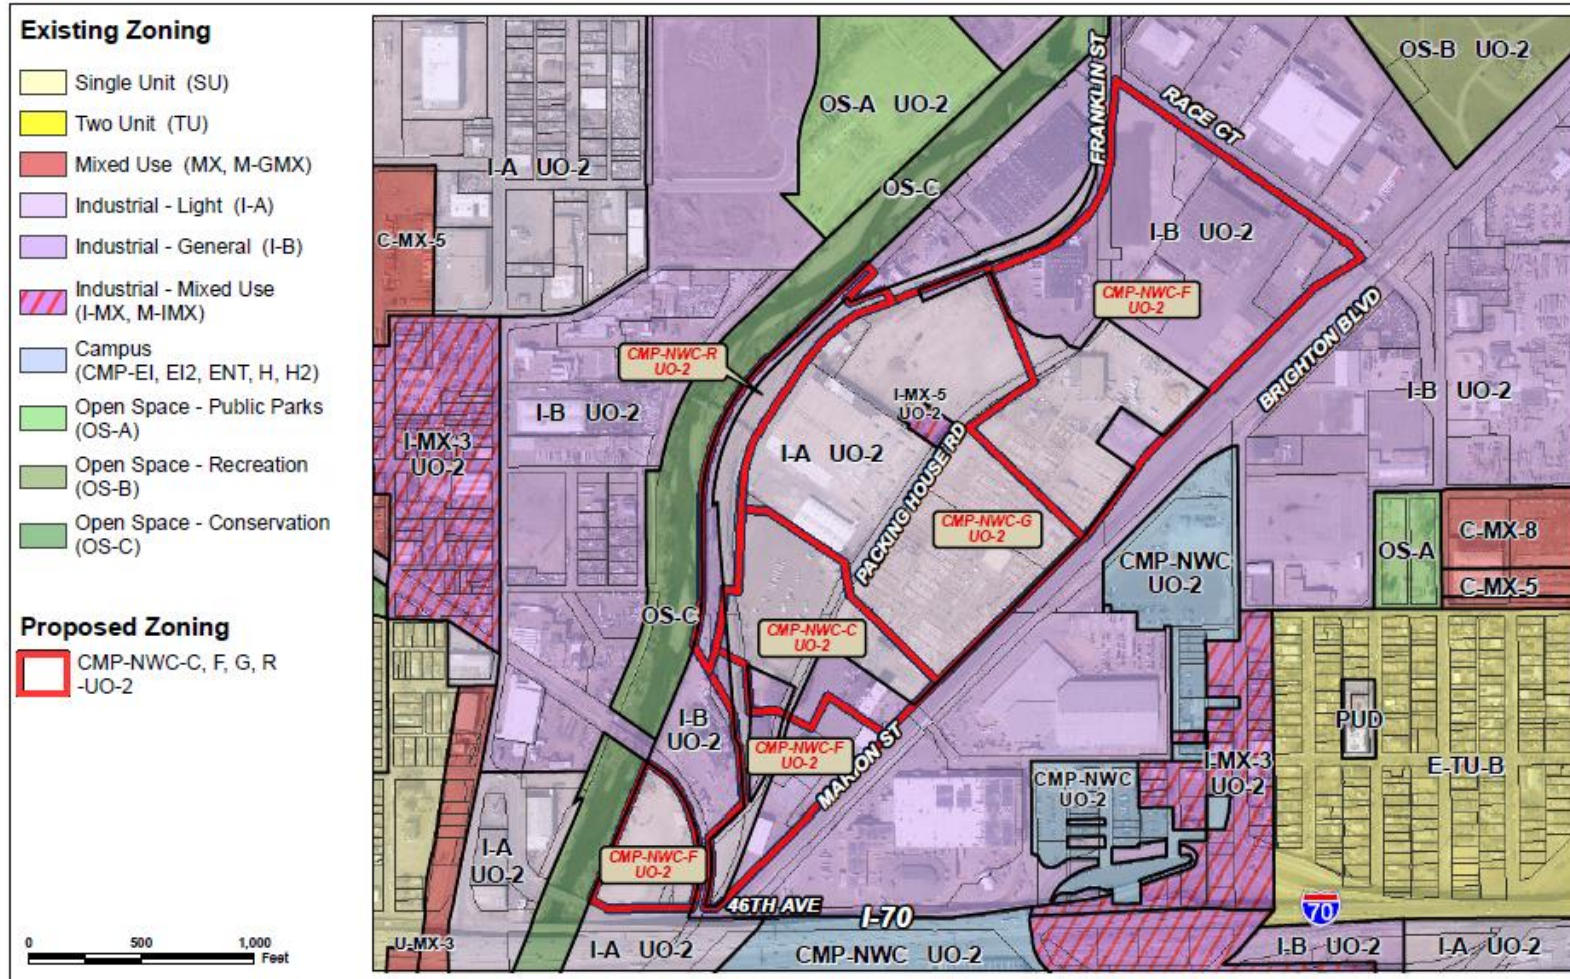 Existing Zoning
Single Unit (SU)
Two Unit (TU)
Mixed Use (MX, M-GMX)
Industrial - Light (I-A)
Industrial - General (I-B)
Industrial - Mixed Use
(I-MX, M-IMX)
Campus
(CMP-EI, EI2, ENT, H, H2)
Open Space - Public Parks
(OS-A)
Open Space - Recreation
(OS-B)
Open Space - Conservation
(OS-C)
Proposed Zoning
CMP-NWC-C, F, G, R
-UO-2
0 500 1,000
Feet
OS-B UO-2
FRANKLIN ST
RACE CT
OS-A UO-2
I-A UO-2
OS-C
C-MX-5
I-B UO-2
CMP-NWC-F
UO-2
BRIGHTON BLVD
CMP-NWC-R
UO-2
I-MX-5
UO-2
I-B UO-2
I-B UO-2
I-MX-3
UO-2
I-A UO-2
PACKING HOUSE RD
CMP-NWC-G
UO-2
CMP-NWC
UO-2
OS-A
C-MX-8
C-MX-5
OS-C
CMP-NWC-C
UO-2
I-B
UO-2
CMP-NWC-F
UO-2
MARION ST
PUD
E-TU-B
I-MX-3
UO-2
CMP-NWC
UO-2
I-A
UO-2
CMP-NWC-F
UO-2
46TH AVE
I-70
70
U-MX-3
I-A UO-2
CMP-NWC UO-2
I-B UO-2
I-A UO-2